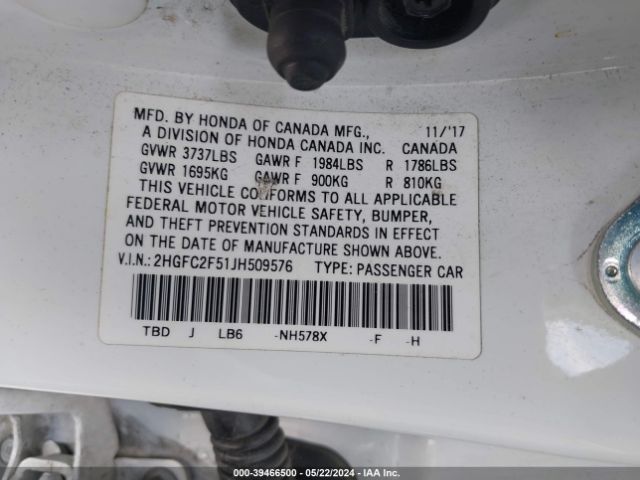 MFD. BY HONDA OF CANADA MFG., 11/'17
A DIVISION OF HONDA CANADA INC. CANADA
GVWR 3737LBS GAWR F 1984LBS R 1786LBS
GVWR 1695KG GAWR F 900KG R 810KG
THIS VEHICLE CONFORMS TO ALL APPLICABLE
FEDERAL MOTOR VEHICLE SAFETY, BUMPER,
AND THEFT PREVENTION STANDARDS IN EFFECT
ON THE DATE OF MANUFACTURE SHOWN ABOVE.
V.I.N.: 2HGFC2F51JH509576 TYPE: PASSENGER CAR
TBD J LB6 -NH578X -F -H
000-39466500 - 05/22/2024 - IAA Inc.